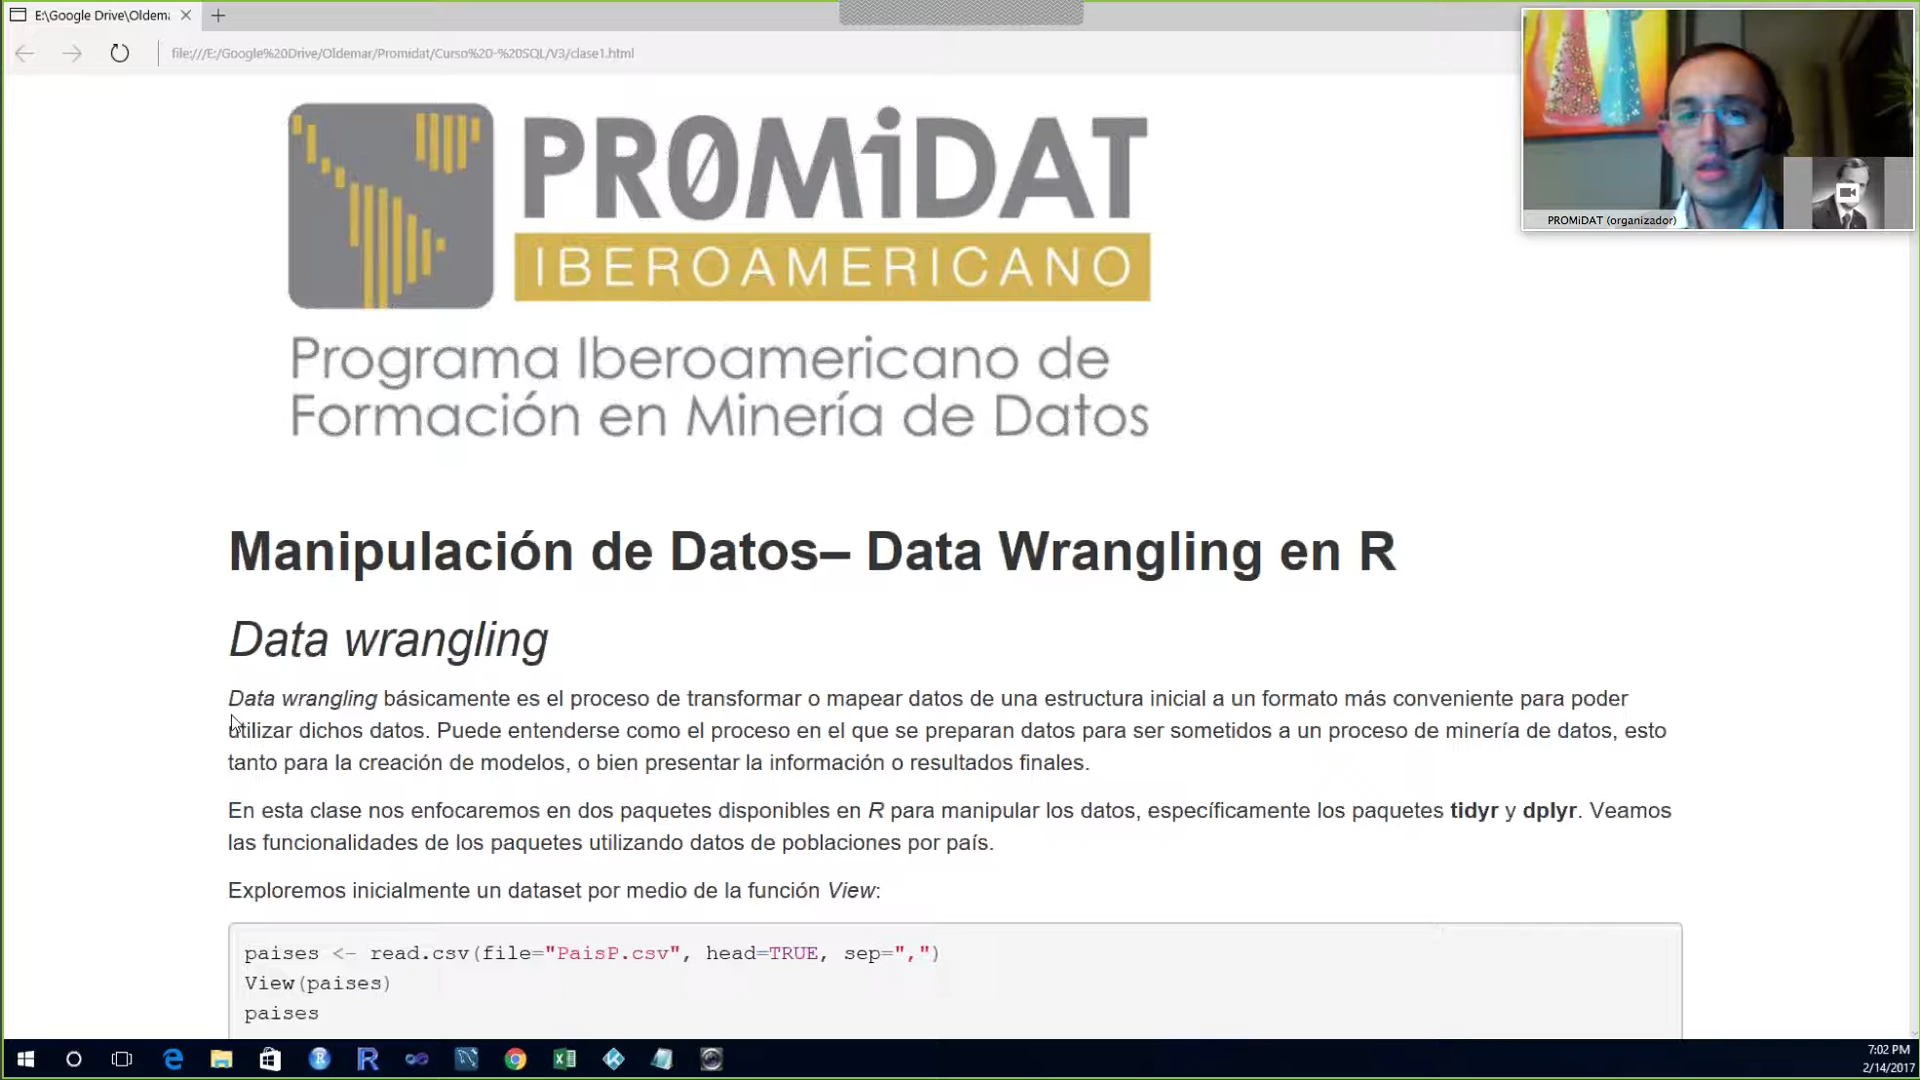 E:\Google Drive\Oldema
file:///E:/Google%20Drive/Oldemar/Promidat/Curso%20-%20SQL/V3/clase1.html
PROMiDAT (organizador)
PR0MiDAT
IBEROAMERICANO
Programa Iberoamericano de
Formación en Minería de Datos
Manipulación de Datos– Data Wrangling en R
Data wrangling
Data wrangling básicamente es el proceso de transformar o mapear datos de una estructura inicial a un formato más conveniente para poder
utilizar dichos datos. Puede entenderse como el proceso en el que se preparan datos para ser sometidos a un proceso de minería de datos, esto
tanto para la creación de modelos, o bien presentar la información o resultados finales.
En esta clase nos enfocaremos en dos paquetes disponibles en R para manipular los datos, específicamente los paquetes tidyr y dplyr. Veamos
las funcionalidades de los paquetes utilizando datos de poblaciones por país.
Exploremos inicialmente un dataset por medio de la función View:
paises <- read.csv(file="PaisP.csv", head=TRUE, sep=",")
View(paises)
paises
7:02 PM
2/14/2017